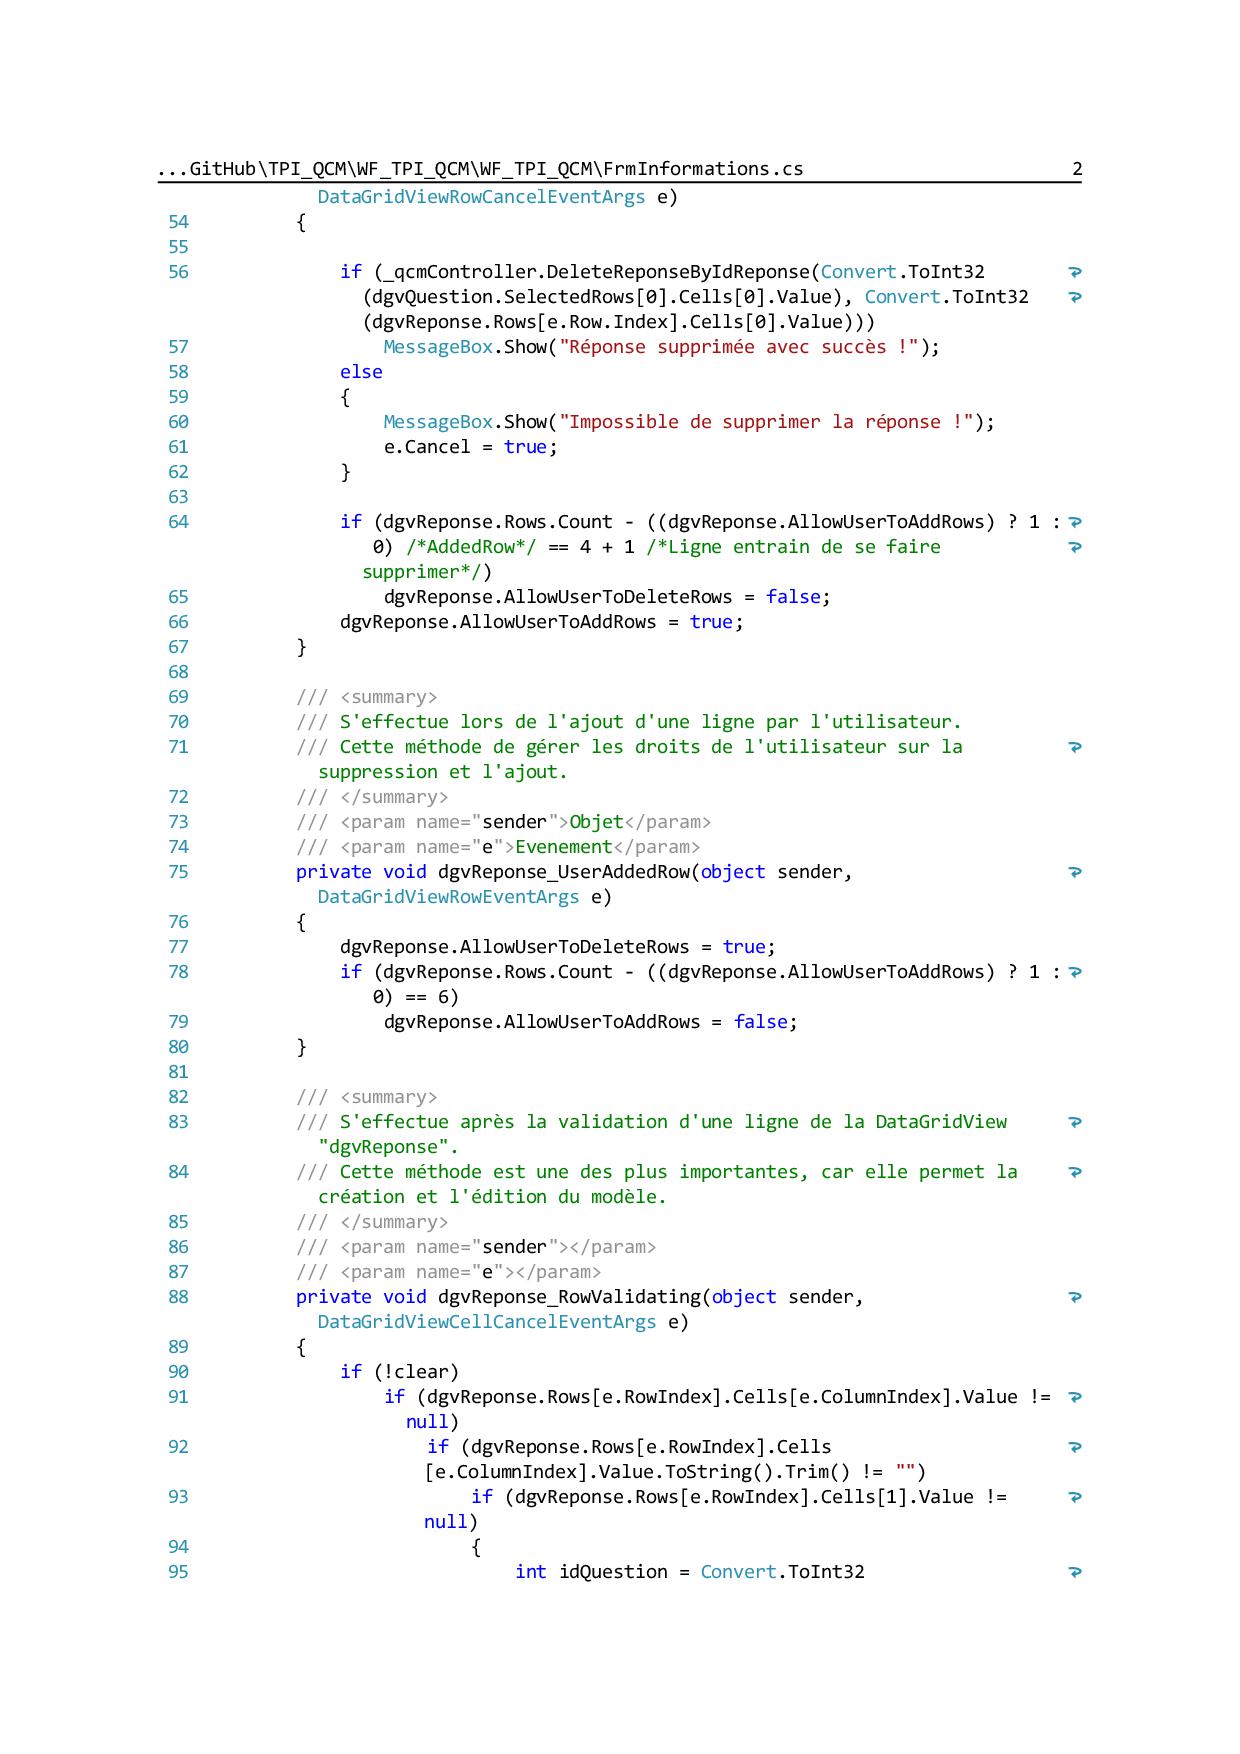 ...GitHub\TPI_QCM\WF_TPI_QCM\WF_TPI_QCM\FrmInformations.cs 2
DataGridViewRowCancelEventArgs e)
54 {
55
56 if (_qcmController.DeleteReponseByIdReponse(Convert.ToInt32
(dgvQuestion.SelectedRows[0].Cells[0].Value), Convert.ToInt32
(dgvReponse.Rows[e.Row.Index].Cells[0].Value)))
57 MessageBox.Show("Réponse supprimée avec succès !");
58 else
59 {
60 MessageBox.Show("Impossible de supprimer la réponse !");
61 e.Cancel = true;
62 }
63
64 if (dgvReponse.Rows.Count - ((dgvReponse.AllowUserToAddRows) ? 1 :
0) /*AddedRow*/ == 4 + 1 /*Ligne entrain de se faire
supprimer*/)
65 dgvReponse.AllowUserToDeleteRows = false;
66 dgvReponse.AllowUserToAddRows = true;
67 }
68
69 /// <summary>
70 /// S'effectue lors de l'ajout d'une ligne par l'utilisateur.
71 /// Cette méthode de gérer les droits de l'utilisateur sur la
suppression et l'ajout.
72 /// </summary>
73 /// <param name="sender">Objet</param>
74 /// <param name="e">Evenement</param>
75 private void dgvReponse_UserAddedRow(object sender,
DataGridViewRowEventArgs e)
76 {
77 dgvReponse.AllowUserToDeleteRows = true;
78 if (dgvReponse.Rows.Count - ((dgvReponse.AllowUserToAddRows) ? 1 :
0) == 6)
79 dgvReponse.AllowUserToAddRows = false;
80 }
81
82 /// <summary>
83 /// S'effectue après la validation d'une ligne de la DataGridView
"dgvReponse".
84 /// Cette méthode est une des plus importantes, car elle permet la
création et l'édition du modèle.
85 /// </summary>
86 /// <param name="sender"></param>
87 /// <param name="e"></param>
88 private void dgvReponse_RowValidating(object sender,
DataGridViewCellCancelEventArgs e)
89 {
90 if (!clear)
91 if (dgvReponse.Rows[e.RowIndex].Cells[e.ColumnIndex].Value !=
null)
92 if (dgvReponse.Rows[e.RowIndex].Cells
[e.ColumnIndex].Value.ToString().Trim() != "")
93 if (dgvReponse.Rows[e.RowIndex].Cells[1].Value !=
null)
94 {
95 int idQuestion = Convert.ToInt32